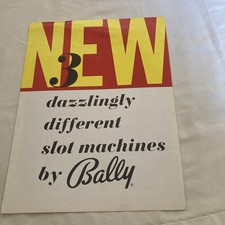 NEW
3
dazzlingly
different
slot machines
by Bally